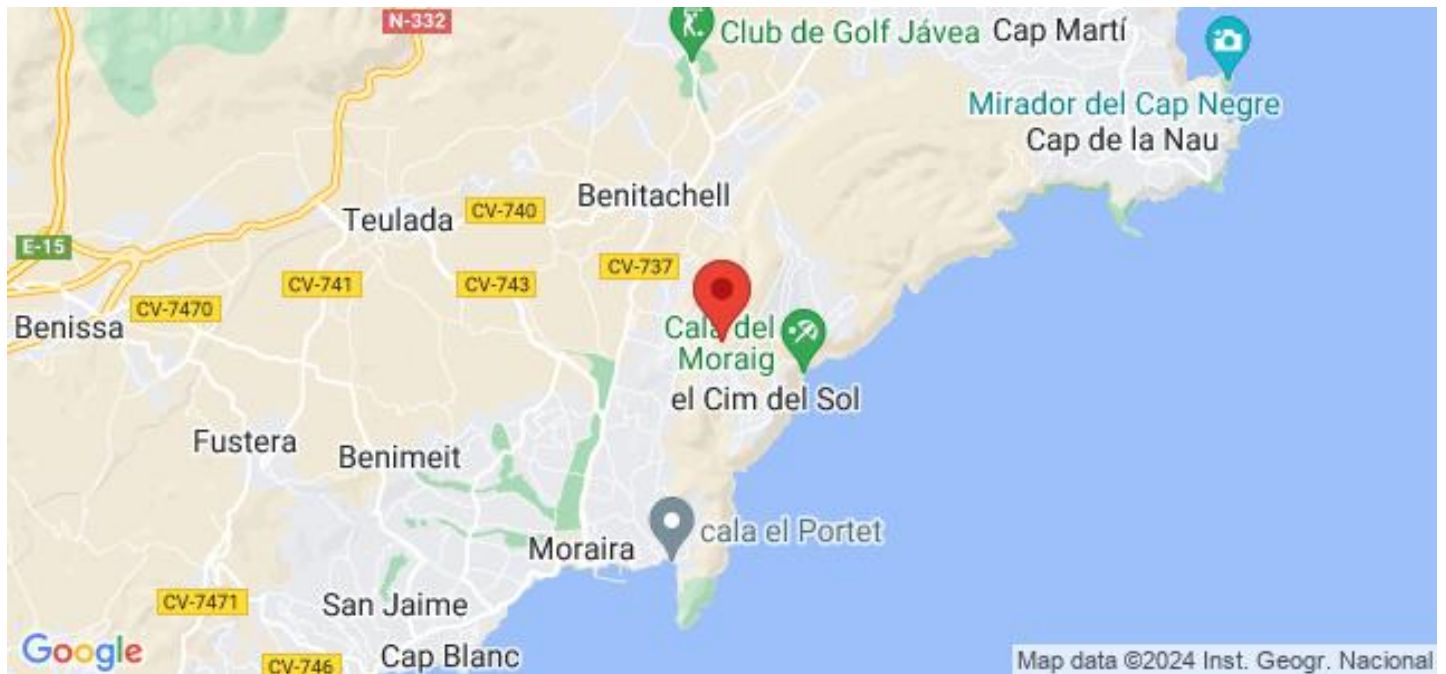 N-332
Club de Golf Jávea
Cap Martí
Mirador del Cap Negre
Cap de la Nau
Benitachell
Teulada
CV-740
E-15
CV-737
CV-741
CV-743
CV-7470
Benissa
Cala del
Moraig
el Cim del Sol
Fustera
Benimeit
cala el Portet
Moraira
CV-7471
San Jaime
Google
CV-746
Cap Blanc
Map data ©2024 Inst. Geogr. Nacional